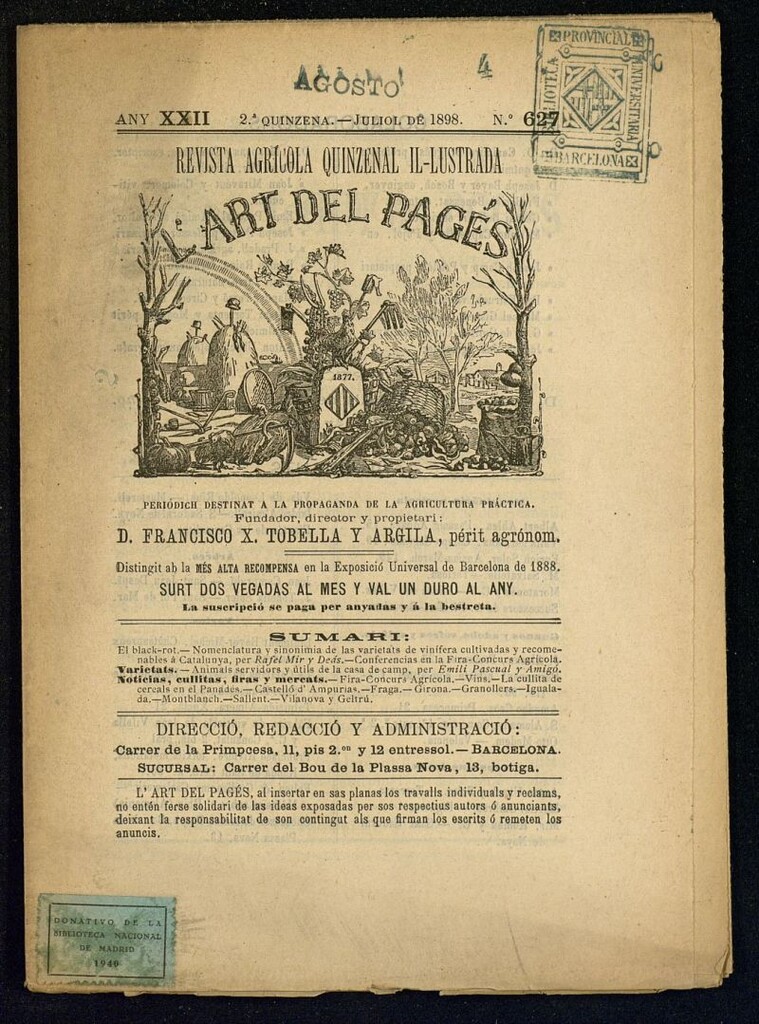 AGOSTO
4
PROVINCIAL
UNIVERSITARIA
BARCELONA
BIBLIOTECA
ANY XXII 2.ª QUINZENA.—JULIOL DE 1898. N.º 627
REVISTA AGRÍCOLA QUINZENAL IL-LUSTRADA
L'ART DEL PAGÉS
1877.
PERIÓDICH DESTINAT A LA PROPAGANDA DE LA AGRICULTURA PRÁCTICA.
Fundador, director y propietari:
D. FRANCISCO X. TOBELLA Y ARGILA, périt agrónom.
Distingit ab la MÉS ALTA RECOMPENSA en la Exposició Universal de Barcelona de 1888.
SURT DOS VEGADAS AL MES Y VAL UN DURO AL ANY.
La suscripció se paga per anyadas y á la bestreta.
SUMARI:
El black-rot.—Nomenclatura y sinonimia de las varietats de vinífera cultivadas y recome-
nables á Catalunya, per Rafel Mir y Deás.—Conferencias en la Fira-Concurs Agrícola.
Varietats.—Animals servidors y útils de la casa de camp, per Emili Pascual y Amigó.
Noticias, cullitas, firas y mercats.—Fira-Concurs Agrícola.—Vins.—La cullita de
cereals en el Panadés.—Castelló d' Ampurias.—Fraga.—Girona.—Granollers.—Iguala-
da.—Montblanch.—Sallent.—Vilanova y Geltrú.
DIRECCIÓ, REDACCIÓ Y ADMINISTRACIÓ:
Carrer de la Primpcesa, 11, pis 2.on y 12 entressol.—BARCELONA.
SUCURSAL: Carrer del Bou de la Plassa Nova, 13, botiga.
L' ART DEL PAGÉS, al insertar en sas planas los travalls individuals y reclams,
no entén ferse solidari de las ideas exposadas per sos respectius autors ó anunciants,
deixant la responsabilitat de son contingut als que firman los escrits ó remeten los
anuncis.
DONATIVO DE LA
BIBLIOTECA NACIONAL
DE MADRID
1940